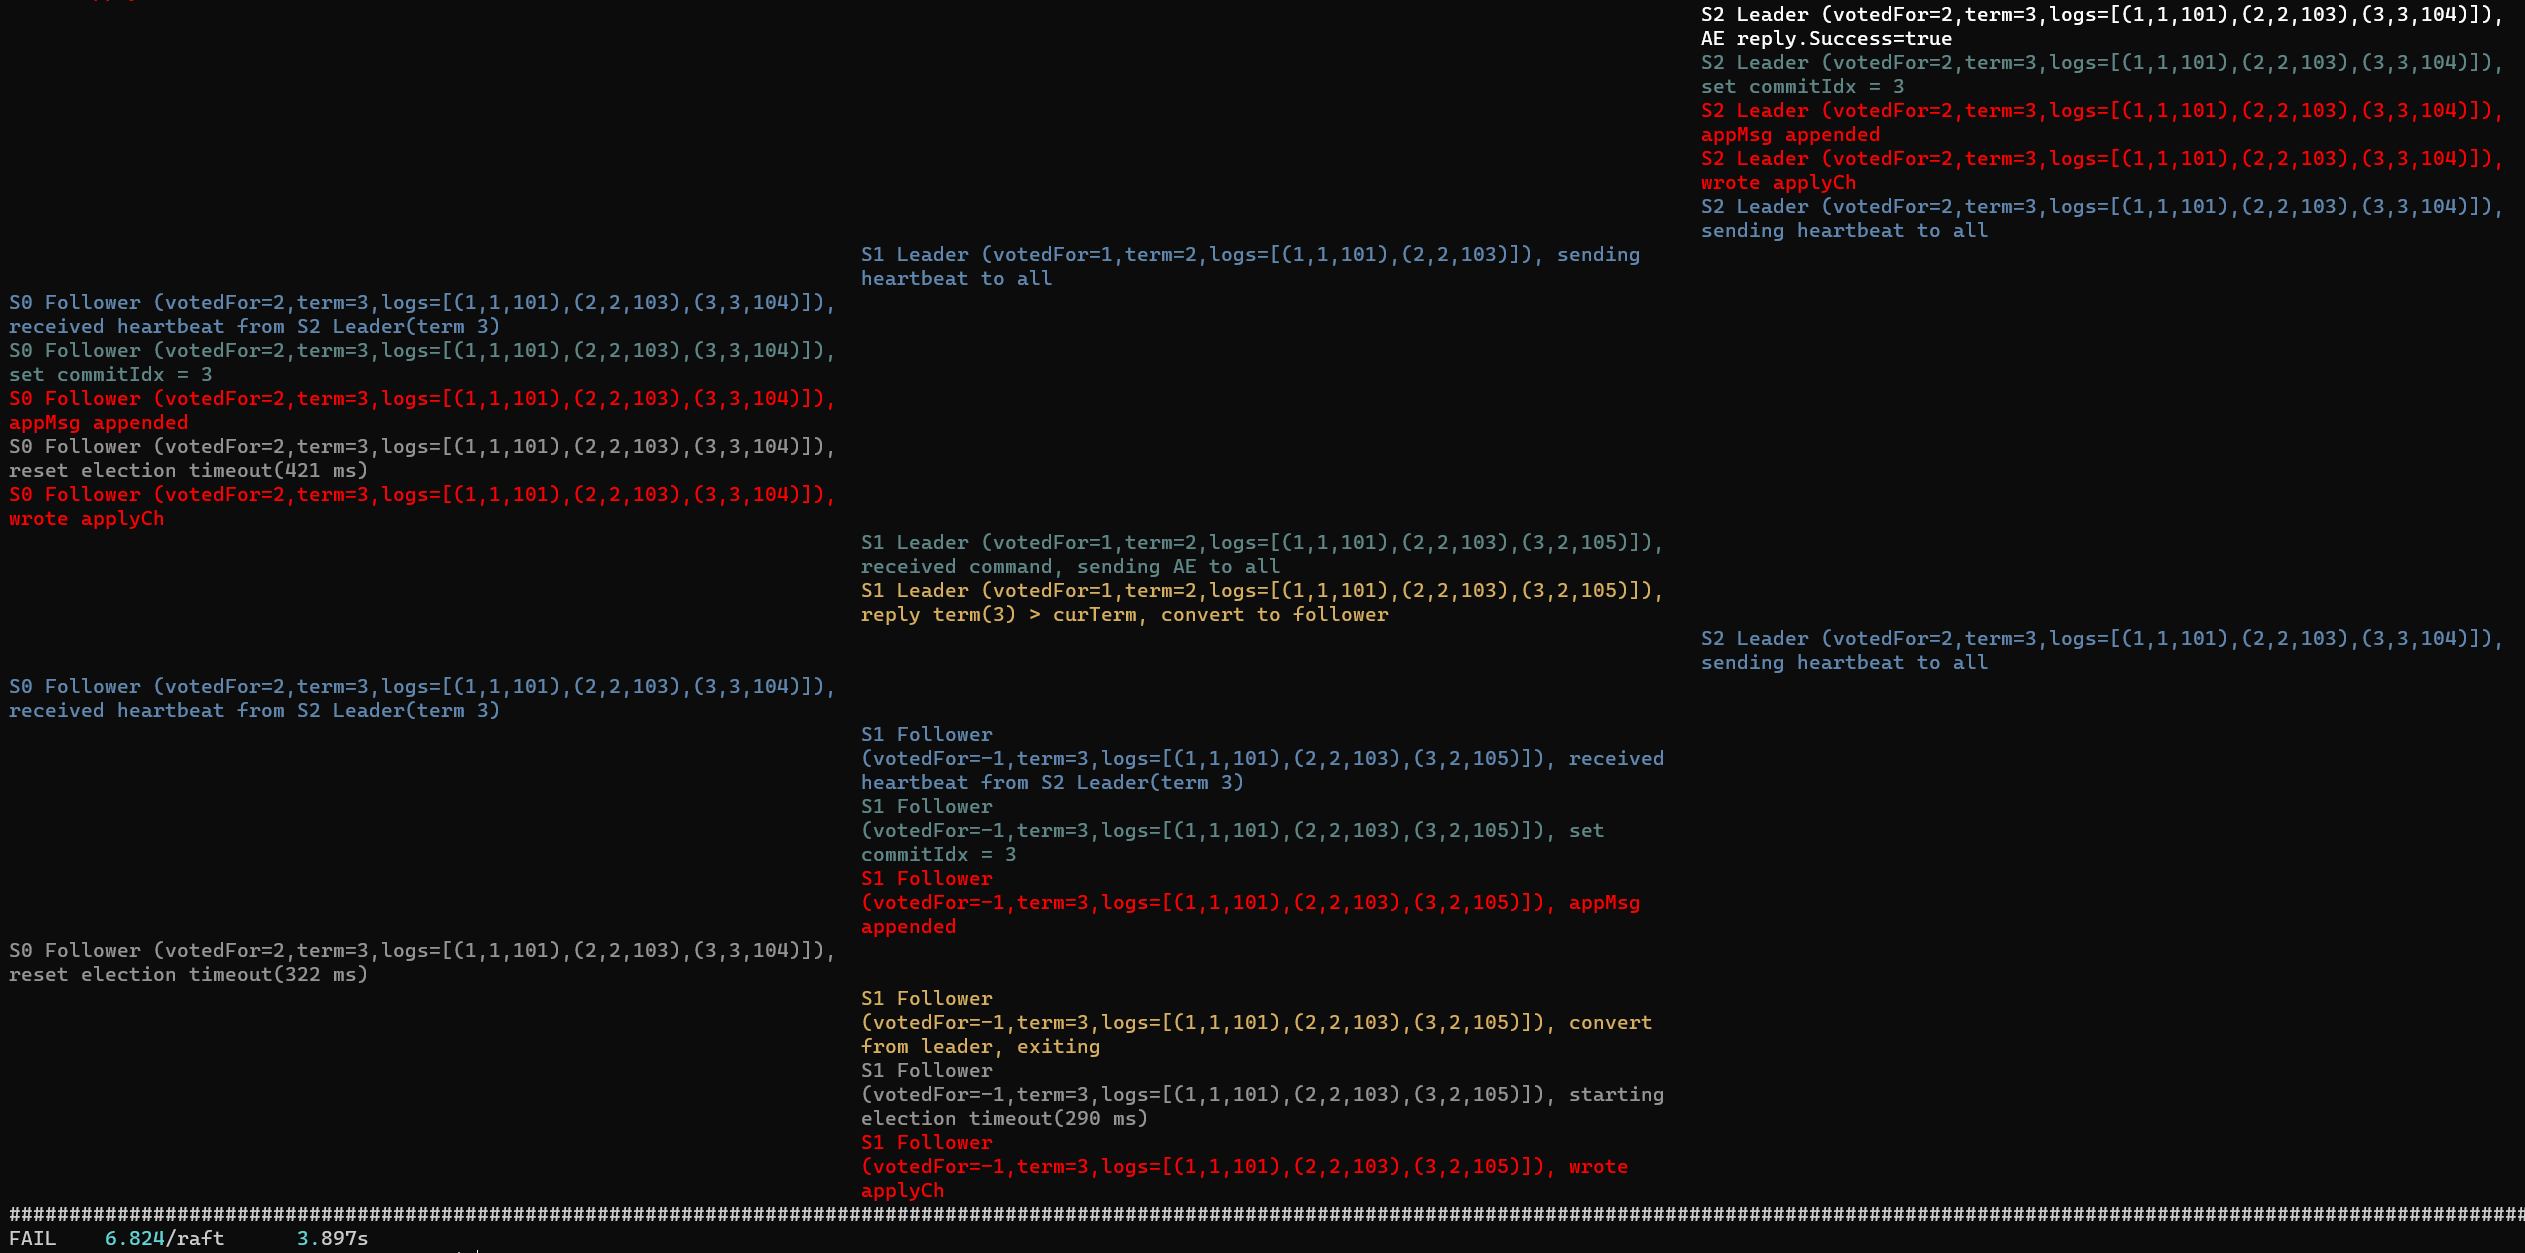 S2 Leader (votedFor=2,term=3,logs=[(1,1,101),(2,2,103),(3,3,104)]),
AE reply.Success=true
S2 Leader (votedFor=2,term=3,logs=[(1,1,101),(2,2,103),(3,3,104)]),
set commitIdx = 3
S2 Leader (votedFor=2,term=3,logs=[(1,1,101),(2,2,103),(3,3,104)]),
appMsg appended
S2 Leader (votedFor=2,term=3,logs=[(1,1,101),(2,2,103),(3,3,104)]),
wrote applyCh
S2 Leader (votedFor=2,term=3,logs=[(1,1,101),(2,2,103),(3,3,104)]),
sending heartbeat to all
S1 Leader (votedFor=1,term=2,logs=[(1,1,101),(2,2,103)]), sending
heartbeat to all
S0 Follower (votedFor=2,term=3,logs=[(1,1,101),(2,2,103),(3,3,104)]),
received heartbeat from S2 Leader(term 3)
S0 Follower (votedFor=2,term=3,logs=[(1,1,101),(2,2,103),(3,3,104)]),
set commitIdx = 3
S0 Follower (votedFor=2,term=3,logs=[(1,1,101),(2,2,103),(3,3,104)]),
appMsg appended
S0 Follower (votedFor=2,term=3,logs=[(1,1,101),(2,2,103),(3,3,104)]),
reset election timeout(421 ms)
S0 Follower (votedFor=2,term=3,logs=[(1,1,101),(2,2,103),(3,3,104)]),
wrote applyCh
S1 Leader (votedFor=1,term=2,logs=[(1,1,101),(2,2,103),(3,2,105)]),
received command, sending AE to all
S1 Leader (votedFor=1,term=2,logs=[(1,1,101),(2,2,103),(3,2,105)]),
reply term(3) > curTerm, convert to follower
S2 Leader (votedFor=2,term=3,logs=[(1,1,101),(2,2,103),(3,3,104)]),
sending heartbeat to all
S0 Follower (votedFor=2,term=3,logs=[(1,1,101),(2,2,103),(3,3,104)]),
received heartbeat from S2 Leader(term 3)
S1 Follower
(votedFor=-1,term=3,logs=[(1,1,101),(2,2,103),(3,2,105)]), received
heartbeat from S2 Leader(term 3)
S1 Follower
(votedFor=-1,term=3,logs=[(1,1,101),(2,2,103),(3,2,105)]), set
commitIdx = 3
S1 Follower
(votedFor=-1,term=3,logs=[(1,1,101),(2,2,103),(3,2,105)]), appMsg
appended
S0 Follower (votedFor=2,term=3,logs=[(1,1,101),(2,2,103),(3,3,104)]),
reset election timeout(322 ms)
S1 Follower
(votedFor=-1,term=3,logs=[(1,1,101),(2,2,103),(3,2,105)]), convert
from leader, exiting
S1 Follower
(votedFor=-1,term=3,logs=[(1,1,101),(2,2,103),(3,2,105)]), starting
election timeout(290 ms)
S1 Follower
(votedFor=-1,term=3,logs=[(1,1,101),(2,2,103),(3,2,105)]), wrote
applyCh
FAIL 6.824/raft 3.897s